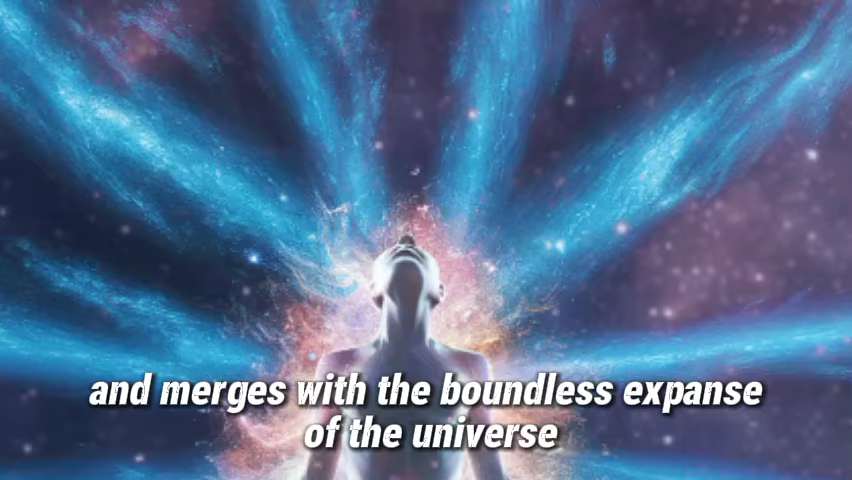 and merges with the boundless expanse
of the universe